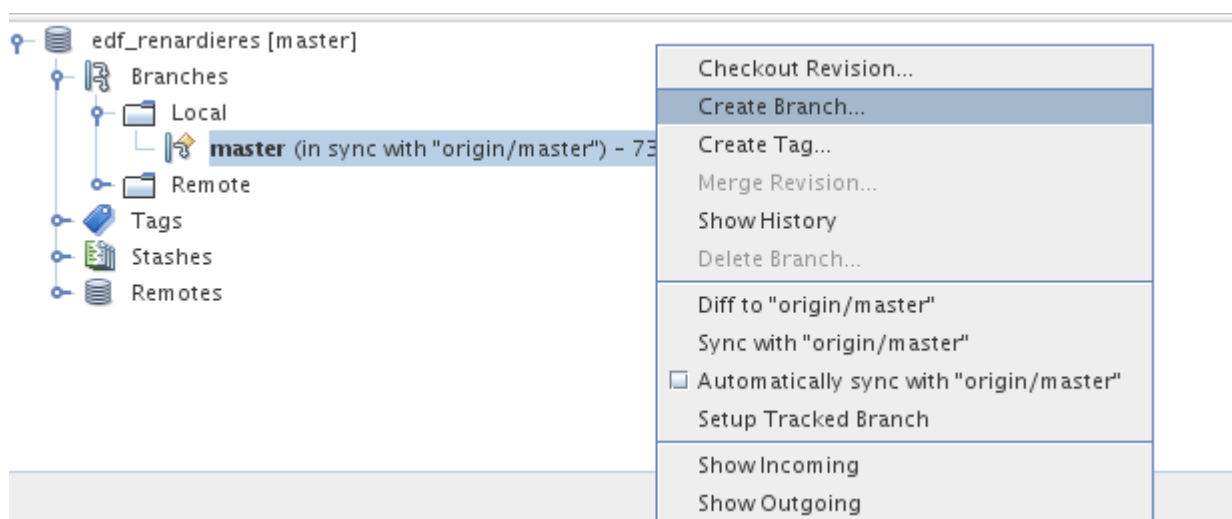 edf_renardieres [master]
Branches
Local
master (in sync with "origin/master") - 73
Remote
Tags
Stashes
Remotes
Checkout Revision...
Create Branch...
Create Tag...
Merge Revision...
Show History
Delete Branch...
Diff to "origin/master"
Sync with "origin/master"
Automatically sync with "origin/master"
Setup Tracked Branch
Show Incoming
Show Outgoing